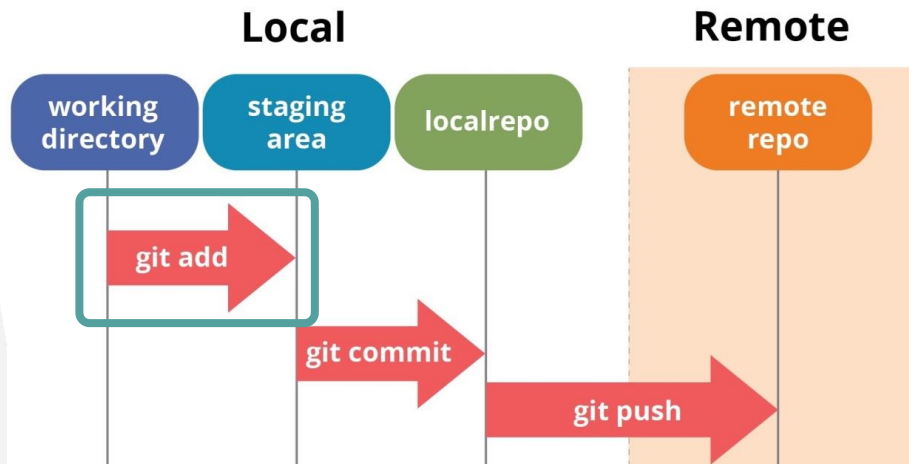 Local
Remote
working
directory
staging
area
localrepo
remote
repo
git add
git commit
git push